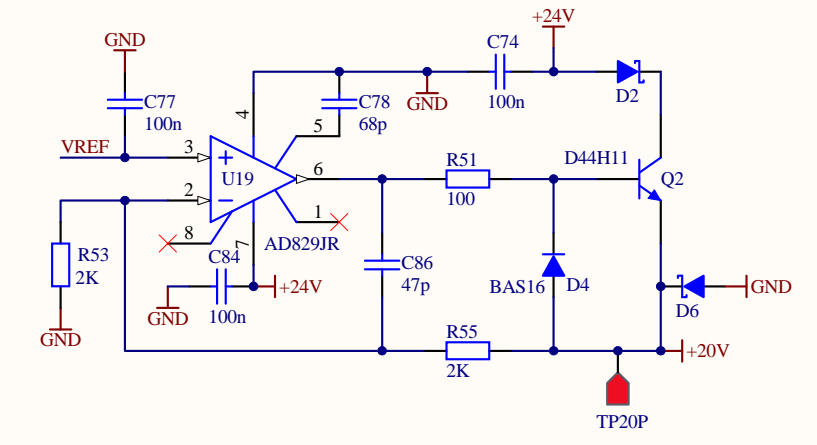 +24V
GND
C74
C77
100n
4
C78
68p
5
GND
100n
D2
VREF
3
U19
6
R51
100
D44H11
Q2
2
8
1
7
AD829JR
R53
2K
C84
+24V
GND
100n
C86
47p
BAS16
D4
GND
D6
GND
R55
2K
+20V
TP20P